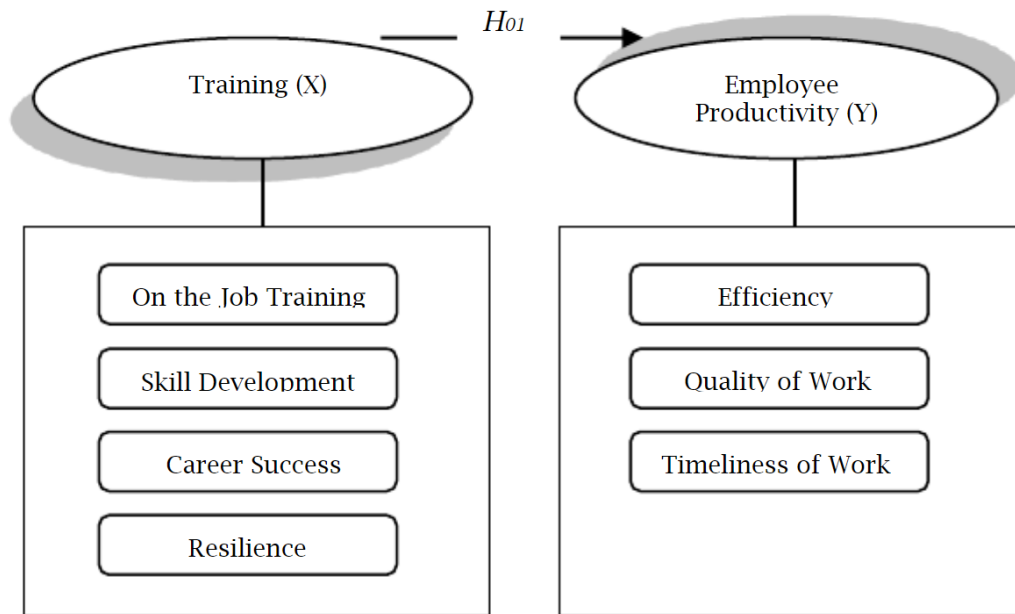 H01
Training (X)
Employee
Productivity (Y)
On the Job Training
Skill Development
Career Success
Resilience
Efficiency
Quality of Work
Timeliness of Work